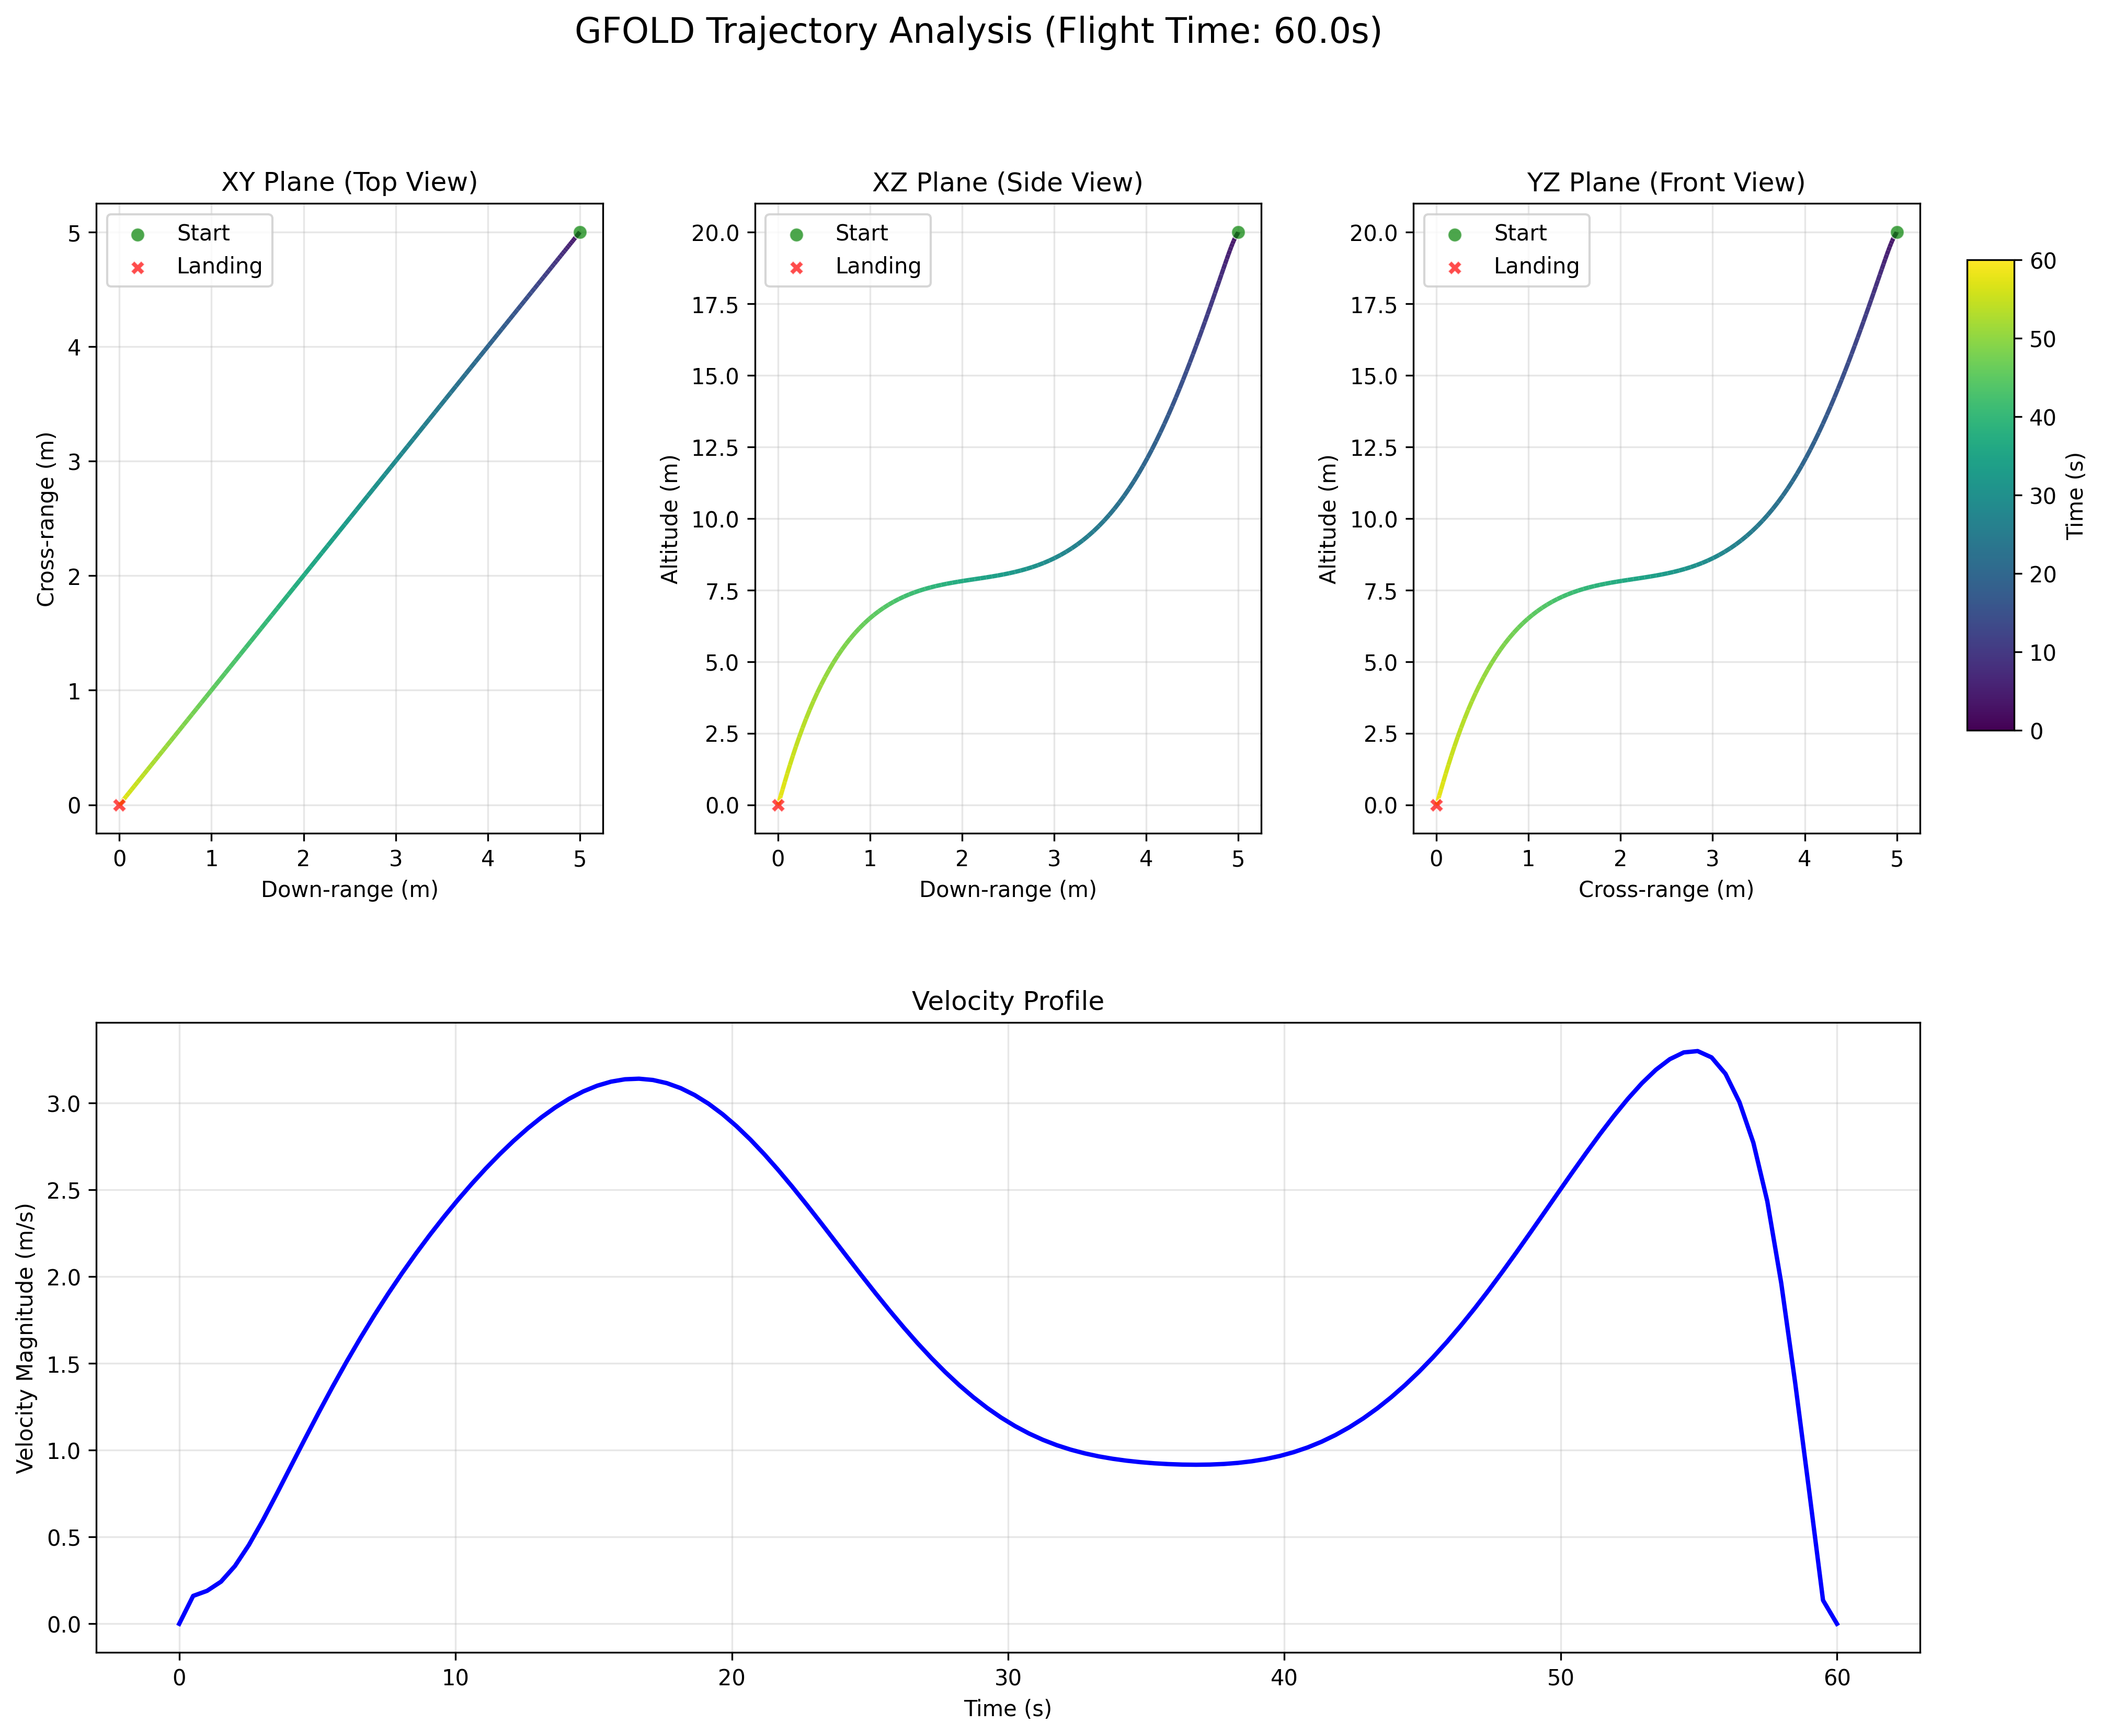 GFOLD Trajectory Analysis (Flight Time: 60.0s)
XY Plane (Top View)
Start
Landing
5
4
3
2
1
0
Cross-range (m)
0 1 2 3 4 5
Down-range (m)
XZ Plane (Side View)
Start
Landing
20.0
17.5
15.0
12.5
10.0
7.5
5.0
2.5
0.0
Altitude (m)
0 1 2 3 4 5
Down-range (m)
YZ Plane (Front View)
Start
Landing
20.0
17.5
15.0
12.5
10.0
7.5
5.0
2.5
0.0
Altitude (m)
0 1 2 3 4 5
Cross-range (m)
60
50
40
30
20
10
0
Time (s)
Velocity Profile
3.0
2.5
2.0
1.5
1.0
0.5
0.0
Velocity Magnitude (m/s)
0 10 20 30 40 50 60
Time (s)